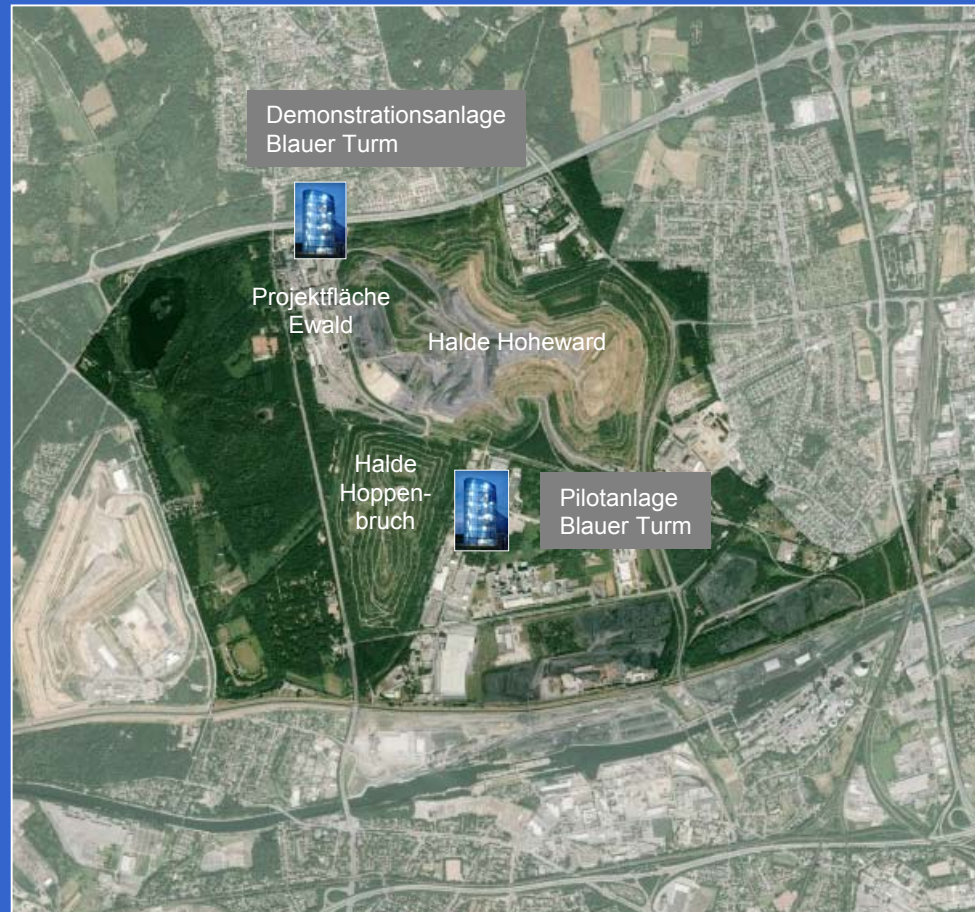 Demonstrationsanlage
Blauer Turm
Projektfläche
Ewald
Halde Hoheward
Halde
Hoppen-
bruch
Pilotanlage
Blauer Turm